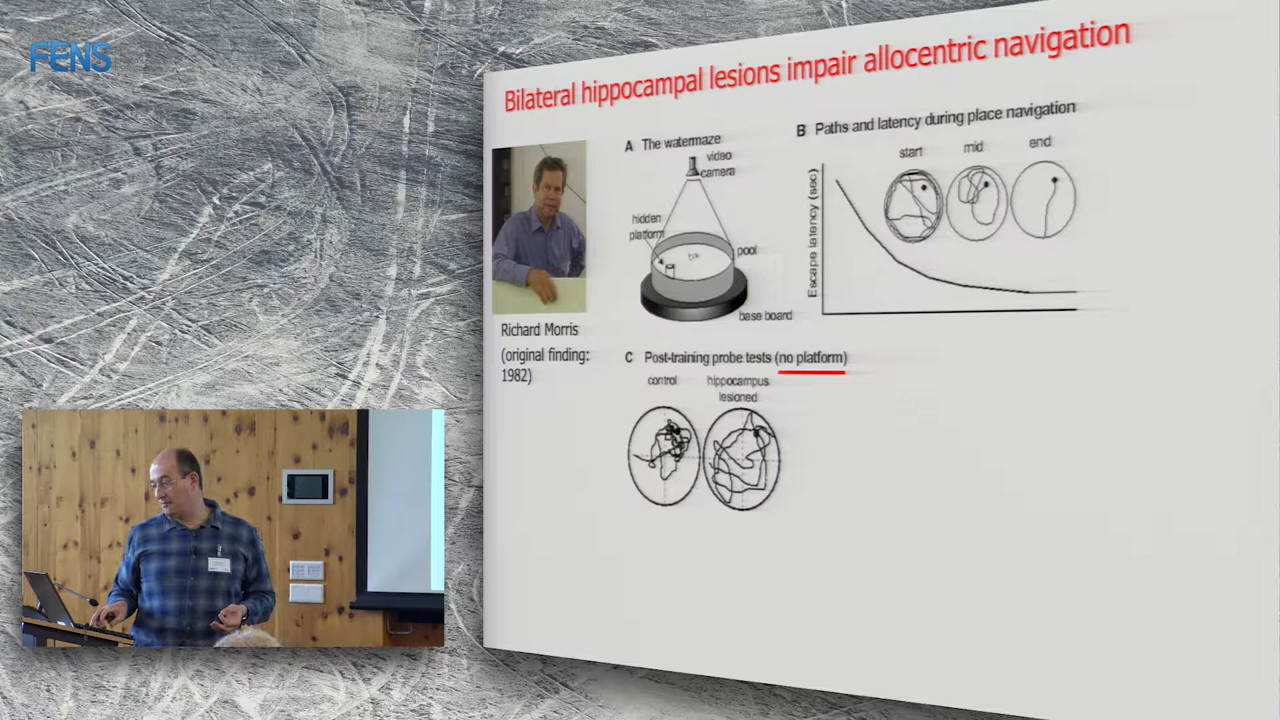 FENS
Bilateral hippocampal lesions impair allocentric navigation
Richard Morris
(original finding:
1982)
A The watermaze
video
camera
hidden
platform
pool
base board
B Paths and latency during place navigation
start
mid
end
Escape latency (sec)
C Post-training probe tests (no platform)
control
hippocampus
lesioned